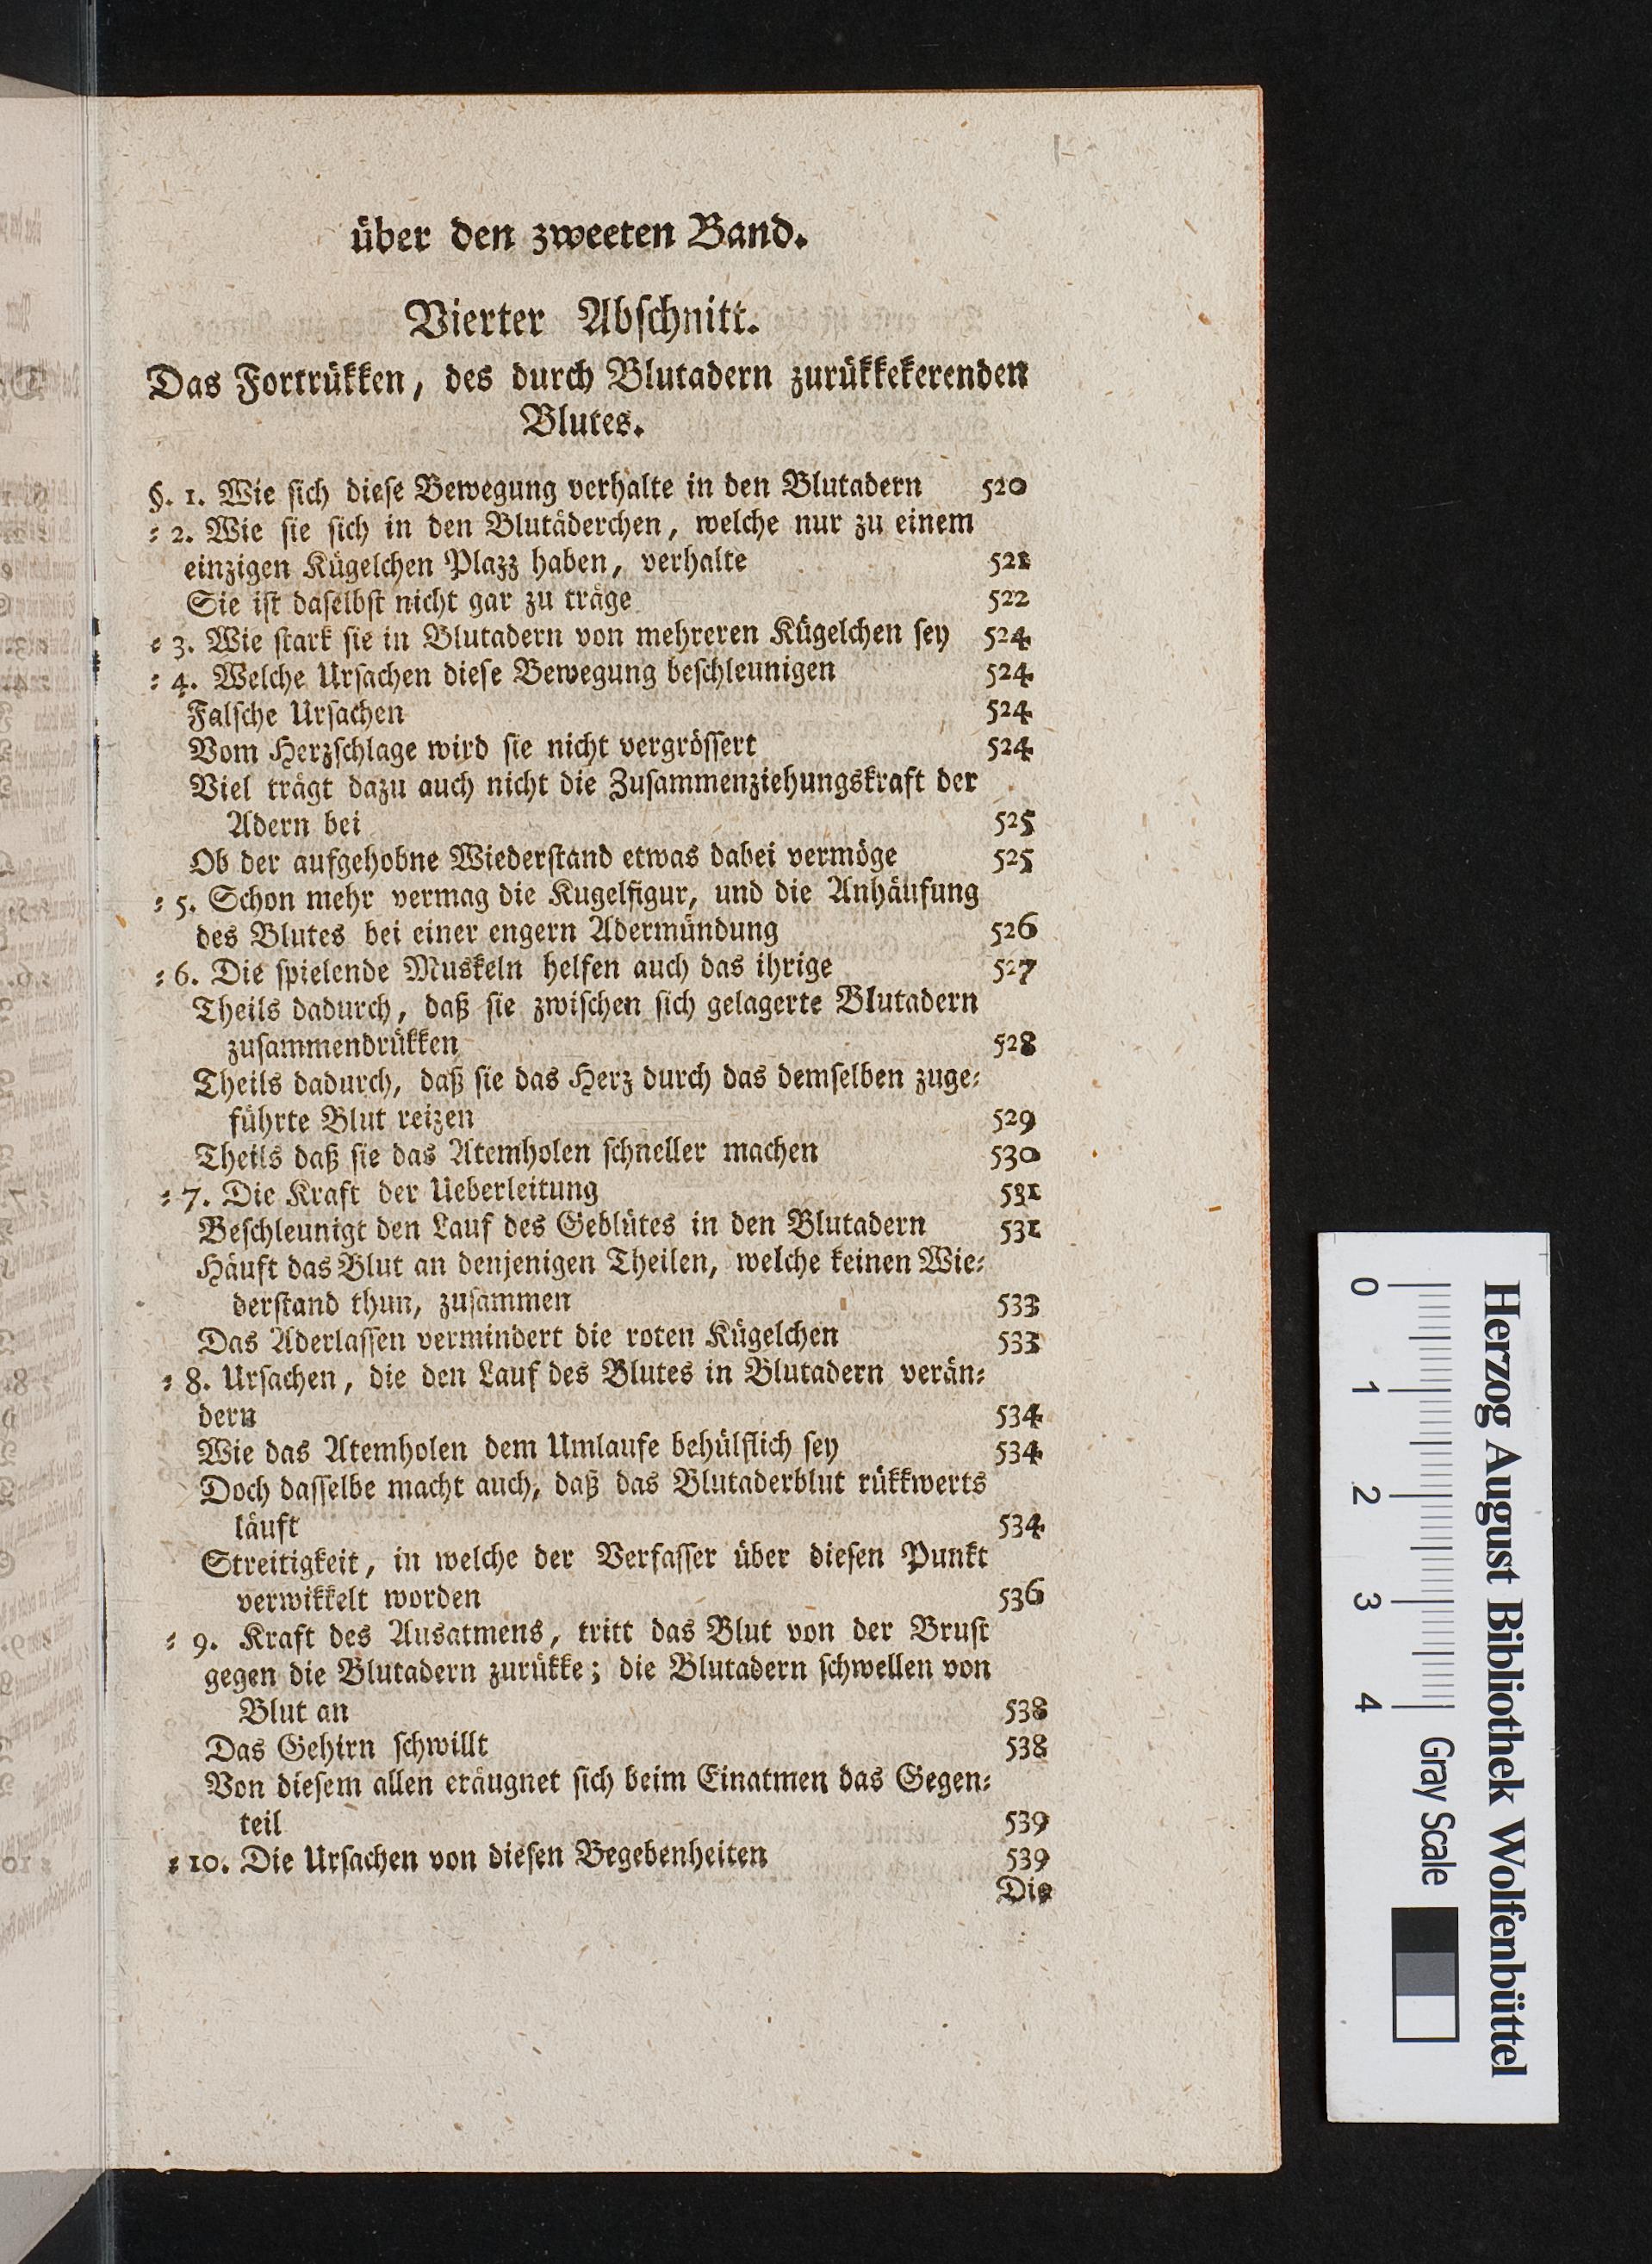 über den zweeten Band.
Vierter Abschnitt.
Das Fortrükken, des durch Blutadern zurükkekerenden
Blutes.
§. 1. Wie sich diese Bewegung verhalte in den Blutadern 520
⸗ 2. Wie sie sich in den Blutäderchen, welche nur zu einem
einzigen Kügelchen Plazz haben, verhalte 521
Sie ist daselbst nicht gar zu träge 522
⸗ 3. Wie stark sie in Blutadern von mehreren Kügelchen sey 524
⸗ 4. Welche Ursachen diese Bewegung beschleunigen 524
Falsche Ursachen 524
Vom Herzschlage wird sie nicht vergrössert 524
Viel trägt dazu auch nicht die Zusammenziehungskraft der
Adern bei 525
Ob der aufgehobne Wiederstand etwas dabei vermöge 525
⸗ 5. Schon mehr vermag die Kugelfigur, und die Anhäufung
des Blutes bei einer engern Adermündung 526
⸗ 6. Die spielende Muskeln helfen auch das ihrige 527
Theils dadurch, daß sie zwischen sich gelagerte Blutadern
zusammendrükken 528
Theils dadurch, daß sie das Herz durch das demselben zuge⸗
führte Blut reizen 529
Theils daß sie das Atemholen schneller machen 530
⸗ 7. Die Kraft der Ueberleitung 531
Beschleunigt den Lauf des Geblütes in den Blutadern 531
Häuft das Blut an denjenigen Theilen, welche keinen Wie⸗
derstand thun, zusammen 533
Das Aderlassen vermindert die roten Kügelchen 533
⸗ 8. Ursachen, die den Lauf des Blutes in Blutadern verän⸗
dern 534
Wie das Atemholen dem Umlaufe behülflich sey 534
Doch dasselbe macht auch, daß das Blutaderblut rükkwerts
läuft 534
Streitigkeit, in welche der Verfasser über diesen Punkt
verwikkelt worden 536
⸗ 9. Kraft des Ausatmens, tritt das Blut von der Brust
gegen die Blutadern zurükke; die Blutadern schwellen von
Blut an 538
Das Gehirn schwillt 538
Von diesem allen eräugnet sich beim Einatmen das Gegen⸗
teil 539
⸗ 10. Die Ursachen von diesen Begebenheiten 539
Die
Herzog August Bibliothek Wolfenbüttel
0 1 2 3 4 Gray Scale